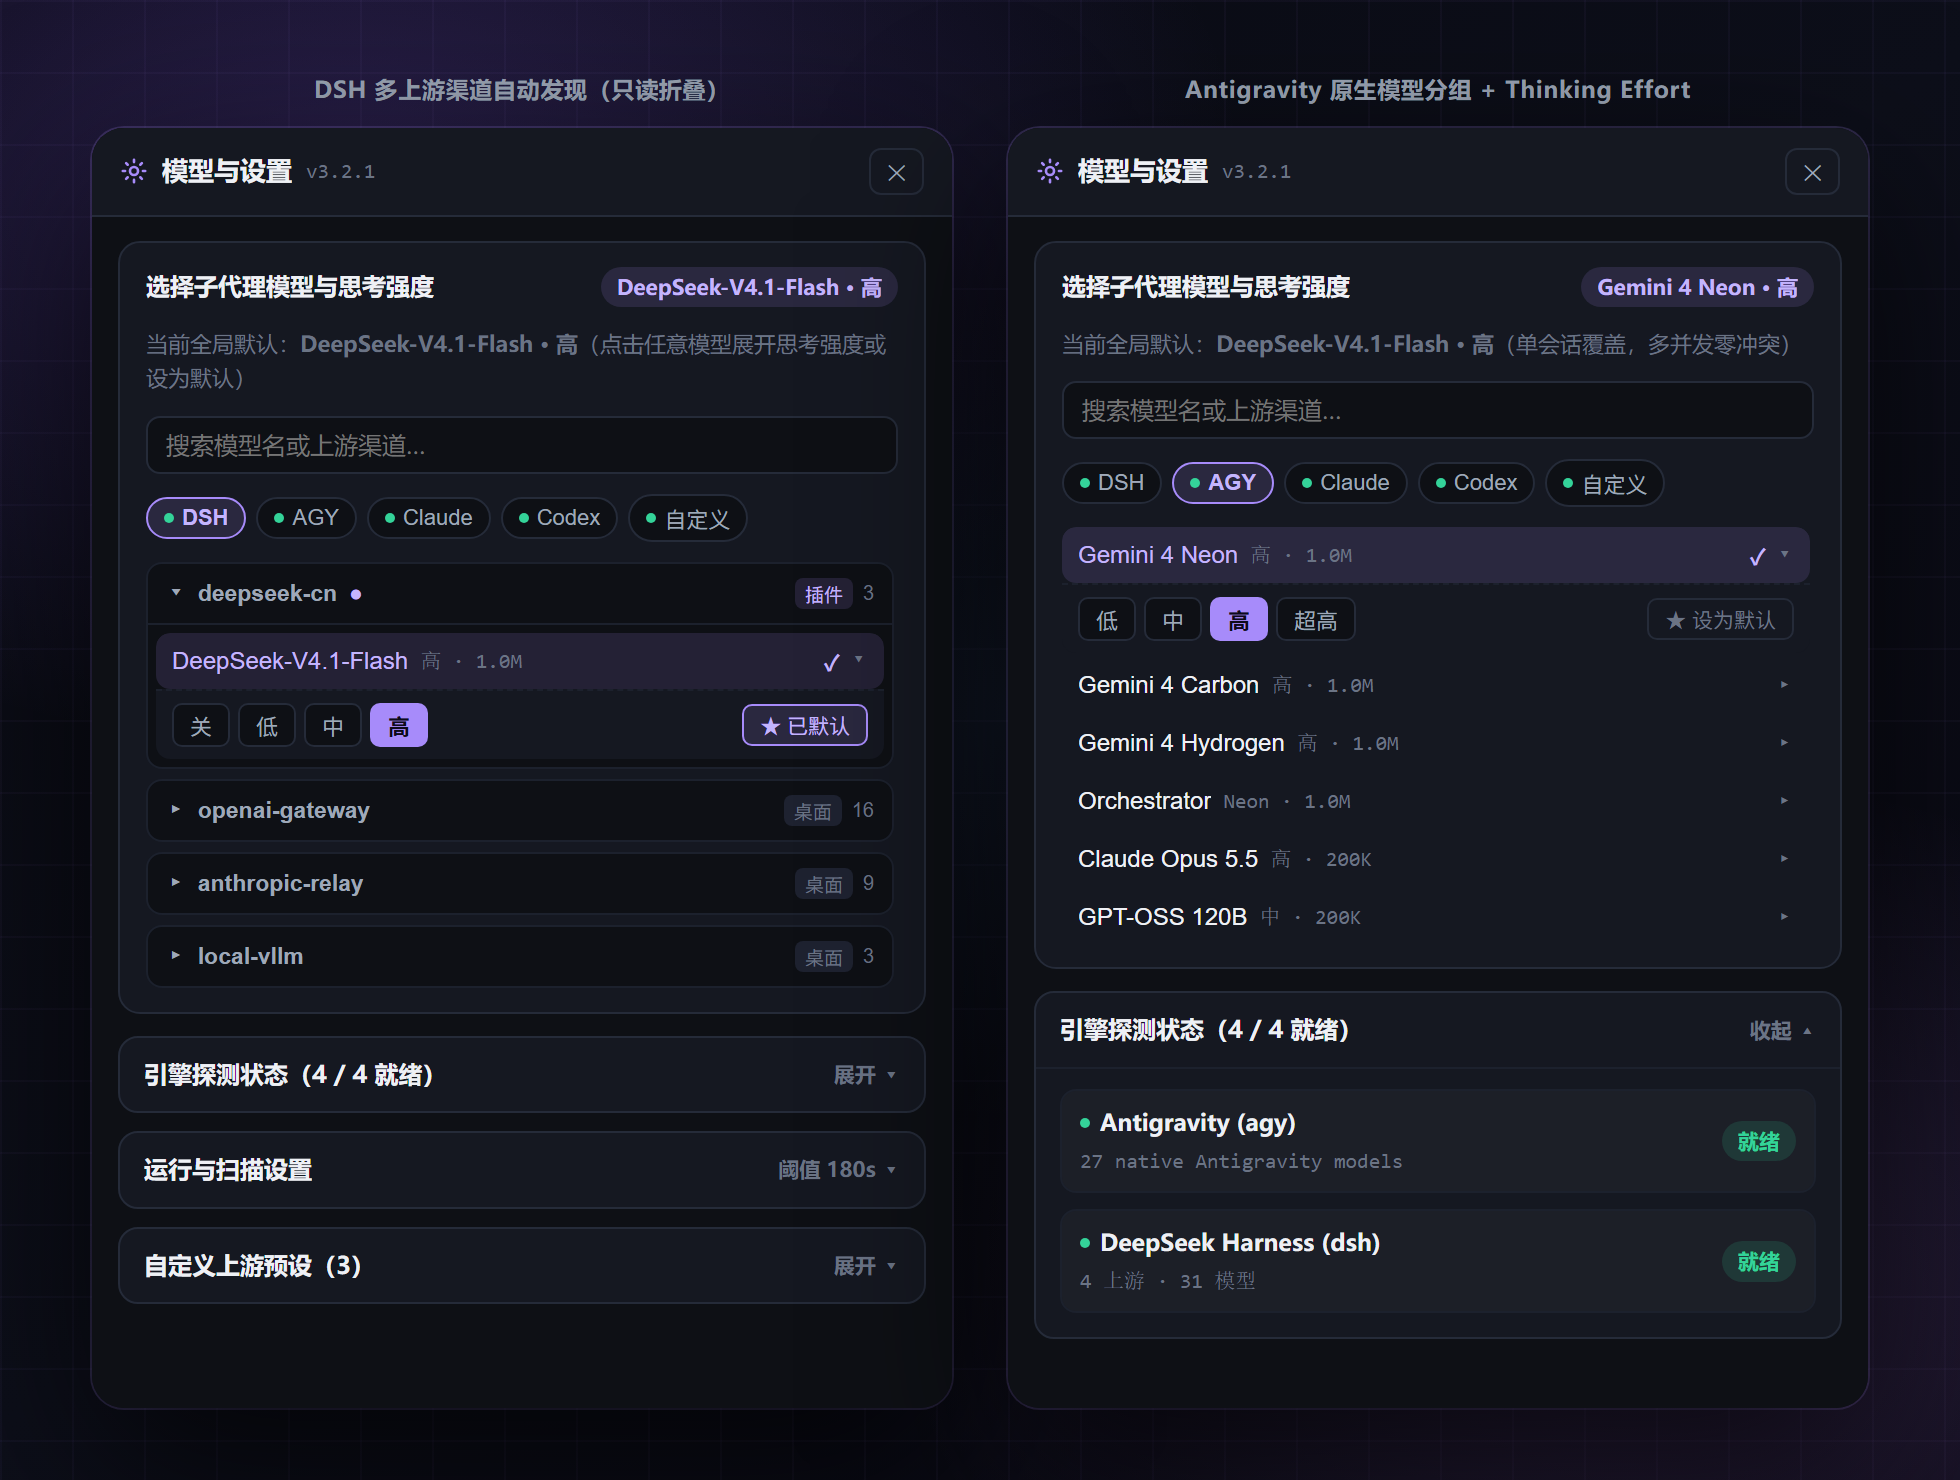 DSH 多上游渠道自动发现（只读折叠）
模型与设置 v3.2.1
选择子代理模型与思考强度
DeepSeek-V4.1-Flash • 高
当前全局默认：DeepSeek-V4.1-Flash • 高（点击任意模型展开思考强度或
设为默认）
搜索模型名或上游渠道...
DSH AGY Claude Codex 自定义
deepseek-cn 插件 3
DeepSeek-V4.1-Flash 高 · 1.0M ✓
关 低 中 高 ★ 已默认
openai-gateway 桌面 16
anthropic-relay 桌面 9
local-vllm 桌面 3
引擎探测状态（4 / 4 就绪） 展开
运行与扫描设置 阈值 180s
自定义上游预设（3） 展开
Antigravity 原生模型分组 + Thinking Effort
模型与设置 v3.2.1
选择子代理模型与思考强度
Gemini 4 Neon • 高
当前全局默认：DeepSeek-V4.1-Flash • 高（单会话覆盖，多并发零冲突）
搜索模型名或上游渠道...
DSH AGY Claude Codex 自定义
Gemini 4 Neon 高 · 1.0M ✓
低 中 高 超高 ★ 设为默认
Gemini 4 Carbon 高 · 1.0M
Gemini 4 Hydrogen 高 · 1.0M
Orchestrator Neon · 1.0M
Claude Opus 5.5 高 · 200K
GPT-OSS 120B 中 · 200K
引擎探测状态（4 / 4 就绪） 收起
Antigravity (agy)
27 native Antigravity models
就绪
DeepSeek Harness (dsh)
4 上游 · 31 模型
就绪